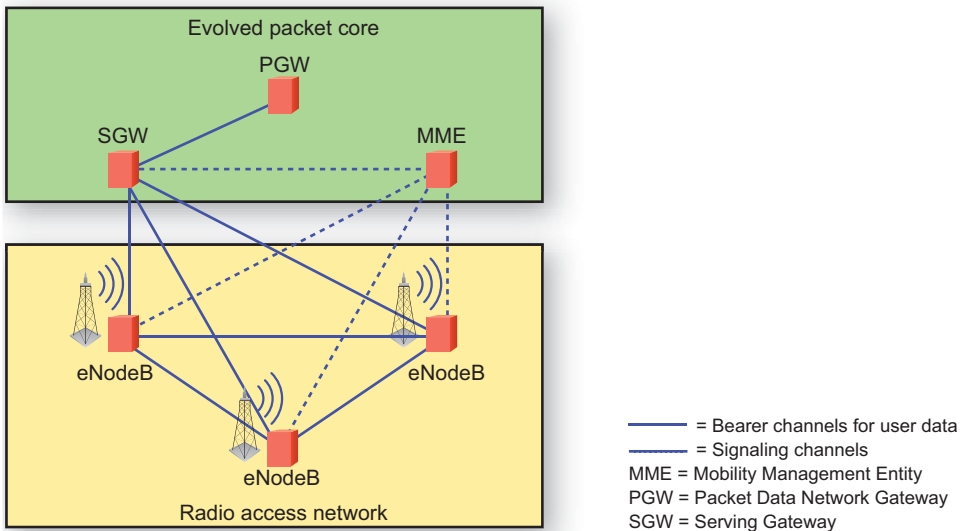 Evolved packet core
PGW
SGW
MME
eNodeB
eNodeB
eNodeB
Radio access network
= Bearer channels for user data
= Signaling channels
MME = Mobility Management Entity
PGW = Packet Data Network Gateway
SGW = Serving Gateway